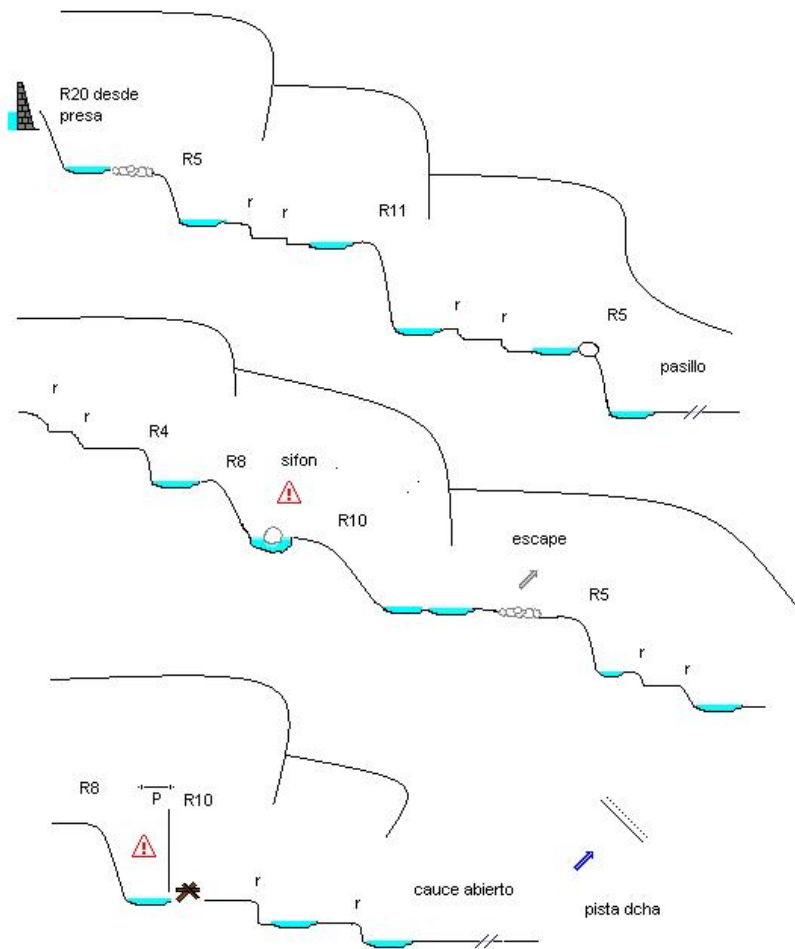 R20 desde
presa
R5
r r
R11
r r
R5
pasillo
r
r
R4
R8
sifon
R10
escape
R5
r r
R8
P
R10
r
r
cauce abierto
pista dcha